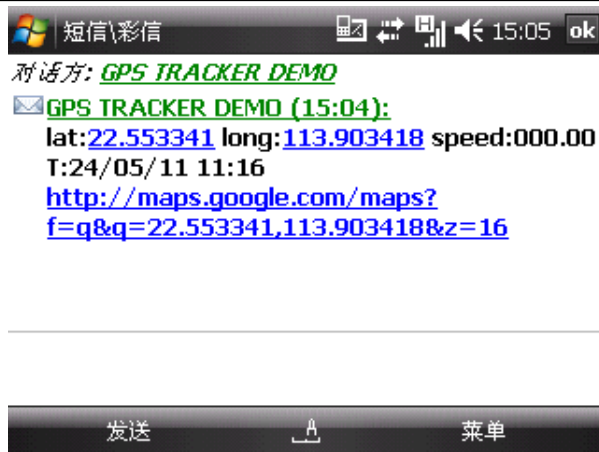 短信\彩信 15:05 ok
对话方: GPS TRACKER DEMO
GPS TRACKER DEMO (15:04):
lat:22.553341 long:113.903418 speed:000.00
T:24/05/11 11:16
http://maps.google.com/maps?
f=q&q=22.553341,113.903418&z=16
发送 菜单